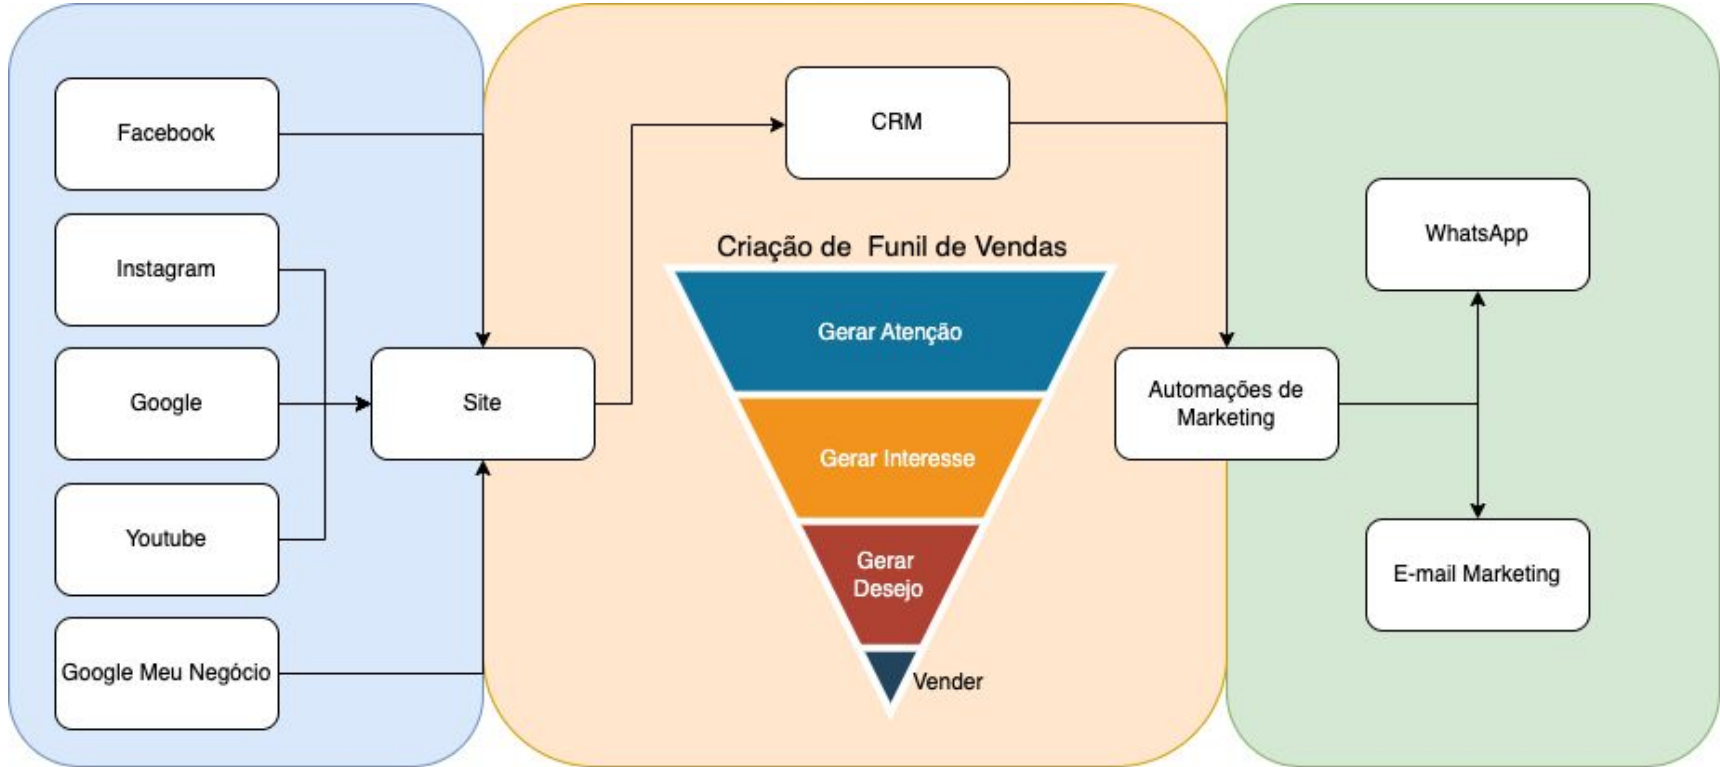 Facebook
Instagram
Google
Youtube
Google Meu Negócio
Site
CRM
Criação de Funil de Vendas
Gerar Atenção
Gerar Interesse
Gerar
Desejo
Vender
Automações de
Marketing
WhatsApp
E-mail Marketing